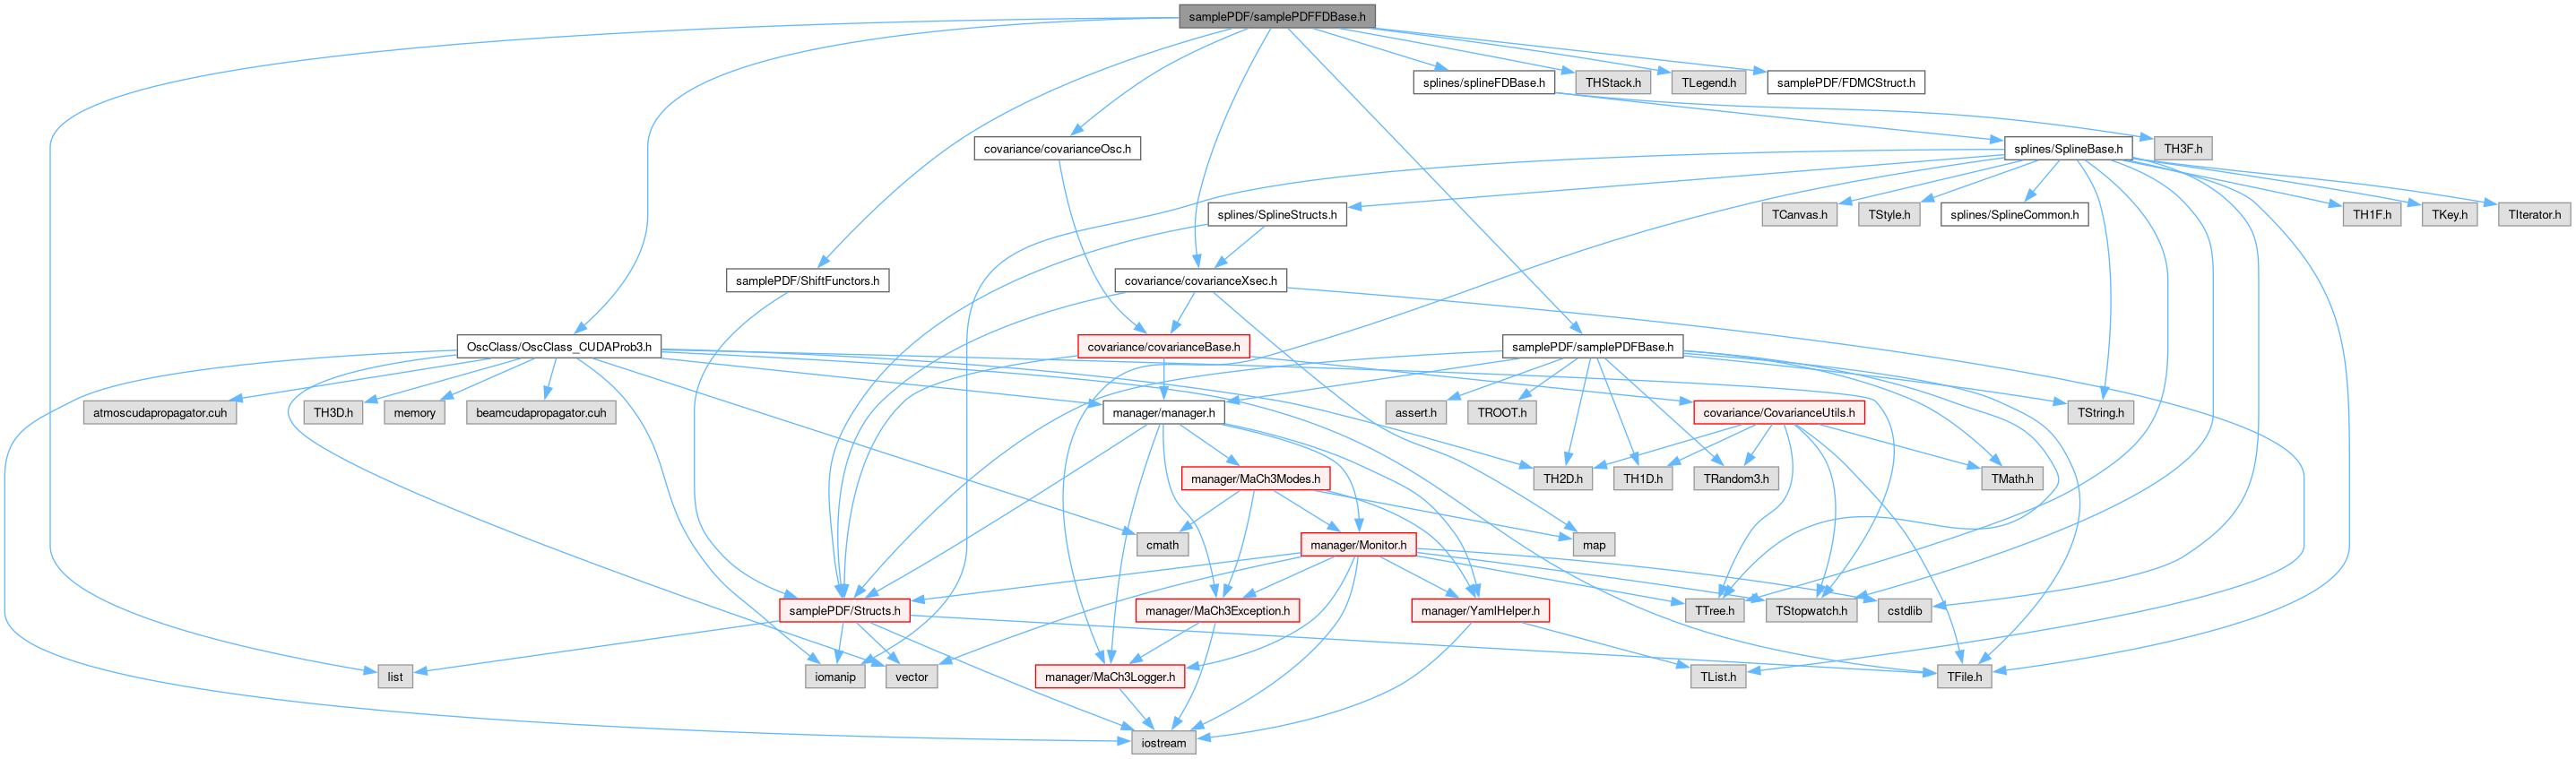 samplePDF/samplePDFFDBase.h
splines/splineFDBase.h
THStack.h
TLegend.h
samplePDF/FDMCStruct.h
covariance/covarianceOsc.h
splines/SplineBase.h
TH3F.h
splines/SplineStructs.h
TCanvas.h
TStyle.h
splines/SplineCommon.h
TH1F.h
TKey.h
TIterator.h
samplePDF/ShiftFunctors.h
covariance/covarianceXsec.h
OscClass/OscClass_CUDAProb3.h
covariance/covarianceBase.h
samplePDF/samplePDFBase.h
atmoscudapropagator.cuh
TH3D.h
memory
beamcudapropagator.cuh
manager/manager.h
assert.h
TROOT.h
covariance/CovarianceUtils.h
TString.h
manager/MaCh3Modes.h
TH2D.h
TH1D.h
TRandom3.h
TMath.h
cmath
manager/Monitor.h
map
samplePDF/Structs.h
manager/MaCh3Exception.h
manager/YamlHelper.h
TTree.h
TStopwatch.h
cstdlib
list
iomanip
vector
manager/MaCh3Logger.h
TList.h
TFile.h
iostream